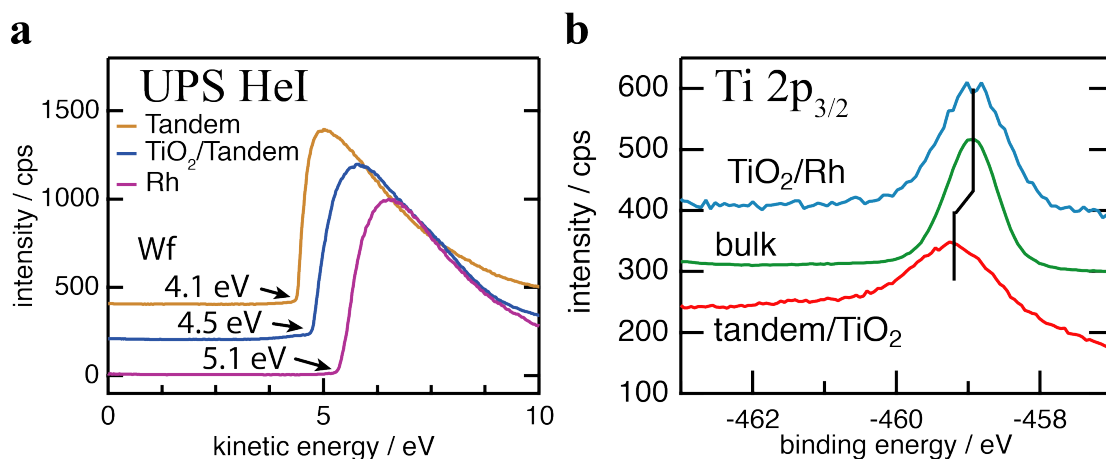 a
UPS HeI
Tandem
TiO₂/Tandem
Rh
Wf
4.1 eV
4.5 eV
5.1 eV
1500
1000
500
0
intensity / cps
0 5 10
kinetic energy / eV
b
Ti 2p₃/₂
TiO₂/Rh
bulk
tandem/TiO₂
600
500
400
300
200
100
intensity / cps
-462 -460 -458
binding energy / eV